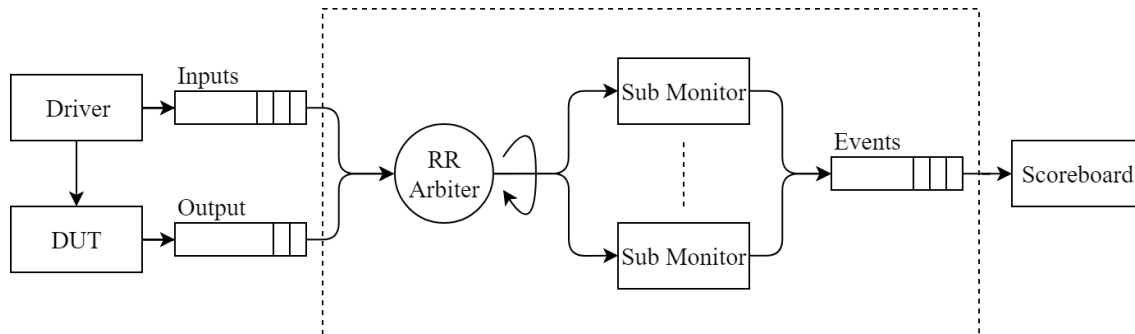 Inputs
Driver
Sub Monitor
RR
Arbiter
Events
Scoreboard
Output
DUT
Sub Monitor